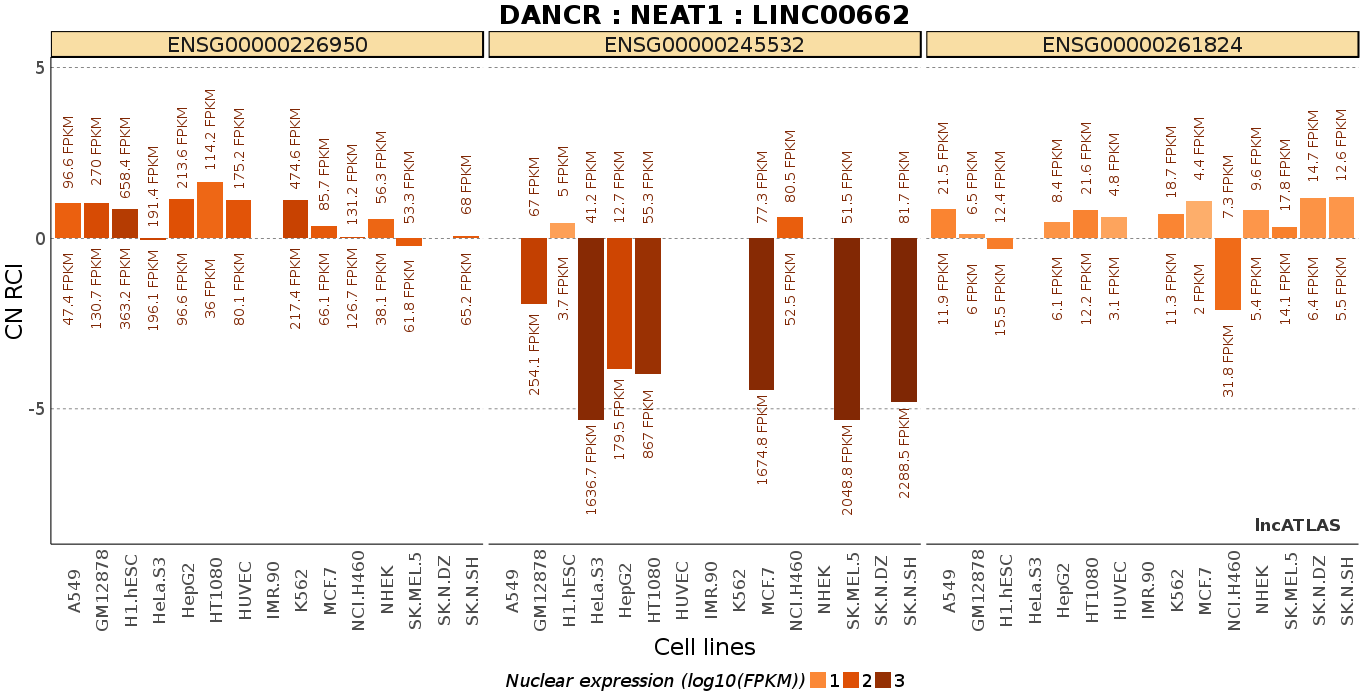 DANCR : NEAT1 : LINC00662
ENSG00000226950
ENSG00000245532
ENSG00000261824
CN RCI
5
0
-5
96.6 FPKM
270 FPKM
658.4 FPKM
191.4 FPKM
213.6 FPKM
114.2 FPKM
175.2 FPKM
474.6 FPKM
85.7 FPKM
131.2 FPKM
56.3 FPKM
53.3 FPKM
68 FPKM
47.4 FPKM
130.7 FPKM
363.2 FPKM
196.1 FPKM
96.6 FPKM
36 FPKM
80.1 FPKM
217.4 FPKM
66.1 FPKM
126.7 FPKM
38.1 FPKM
61.8 FPKM
65.2 FPKM
67 FPKM
5 FPKM
41.2 FPKM
12.7 FPKM
55.3 FPKM
77.3 FPKM
80.5 FPKM
51.5 FPKM
81.7 FPKM
254.1 FPKM
3.7 FPKM
1636.7 FPKM
179.5 FPKM
867 FPKM
1674.8 FPKM
52.5 FPKM
2048.8 FPKM
2288.5 FPKM
21.5 FPKM
6.5 FPKM
12.4 FPKM
8.4 FPKM
21.6 FPKM
4.8 FPKM
18.7 FPKM
4.4 FPKM
7.3 FPKM
9.6 FPKM
17.8 FPKM
14.7 FPKM
12.6 FPKM
11.9 FPKM
6 FPKM
15.5 FPKM
6.1 FPKM
12.2 FPKM
3.1 FPKM
11.3 FPKM
2 FPKM
31.8 FPKM
5.4 FPKM
14.1 FPKM
6.4 FPKM
5.5 FPKM
lncATLAS
A549
GM12878
H1.hESC
HeLa.S3
HepG2
HT1080
HUVEC
IMR.90
K562
MCF.7
NCI.H460
NHEK
SK.MEL.5
SK.N.DZ
SK.N.SH
A549
GM12878
H1.hESC
HeLa.S3
HepG2
HT1080
HUVEC
IMR.90
K562
MCF.7
NCI.H460
NHEK
SK.MEL.5
SK.N.DZ
SK.N.SH
A549
GM12878
H1.hESC
HeLa.S3
HepG2
HT1080
HUVEC
IMR.90
K562
MCF.7
NCI.H460
NHEK
SK.MEL.5
SK.N.DZ
SK.N.SH
Cell lines
Nuclear expression (log10(FPKM)) 1 2 3